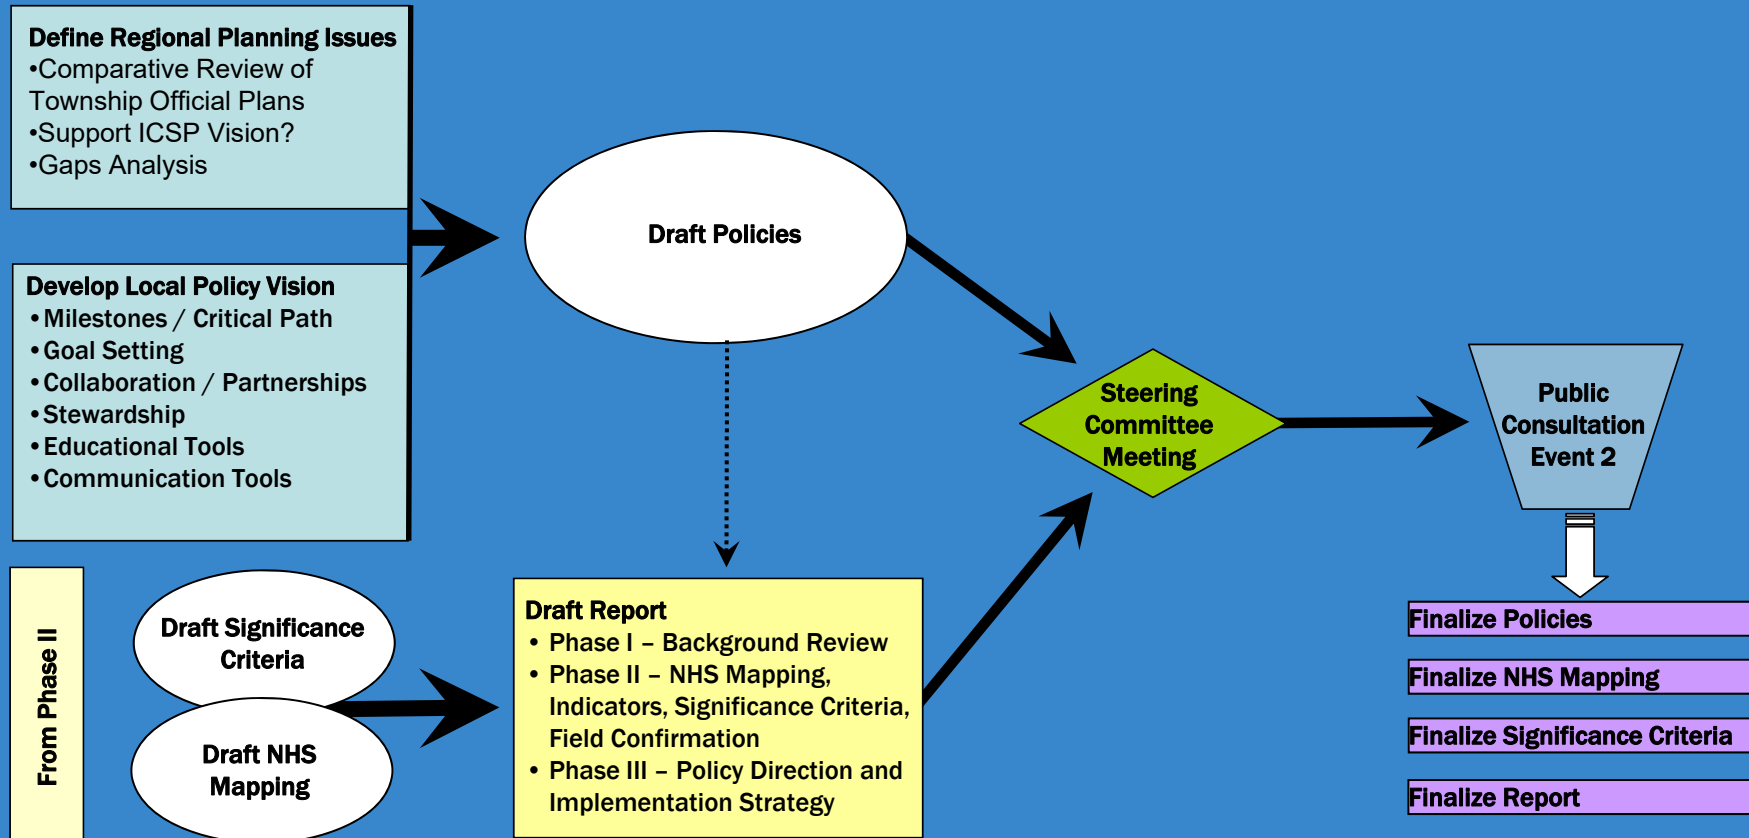 Define Regional Planning Issues
•Comparative Review of
Township Official Plans
•Support ICSP Vision?
•Gaps Analysis
Develop Local Policy Vision
•Milestones / Critical Path
•Goal Setting
•Collaboration / Partnerships
•Stewardship
•Educational Tools
•Communication Tools
Draft Policies
Steering
Committee
Meeting
Public
Consultation
Event 2
From Phase II
Draft Significance
Criteria
Draft NHS
Mapping
Draft Report
• Phase I – Background Review
• Phase II – NHS Mapping,
Indicators, Significance Criteria,
Field Confirmation
• Phase III – Policy Direction and
Implementation Strategy
Finalize Policies
Finalize NHS Mapping
Finalize Significance Criteria
Finalize Report